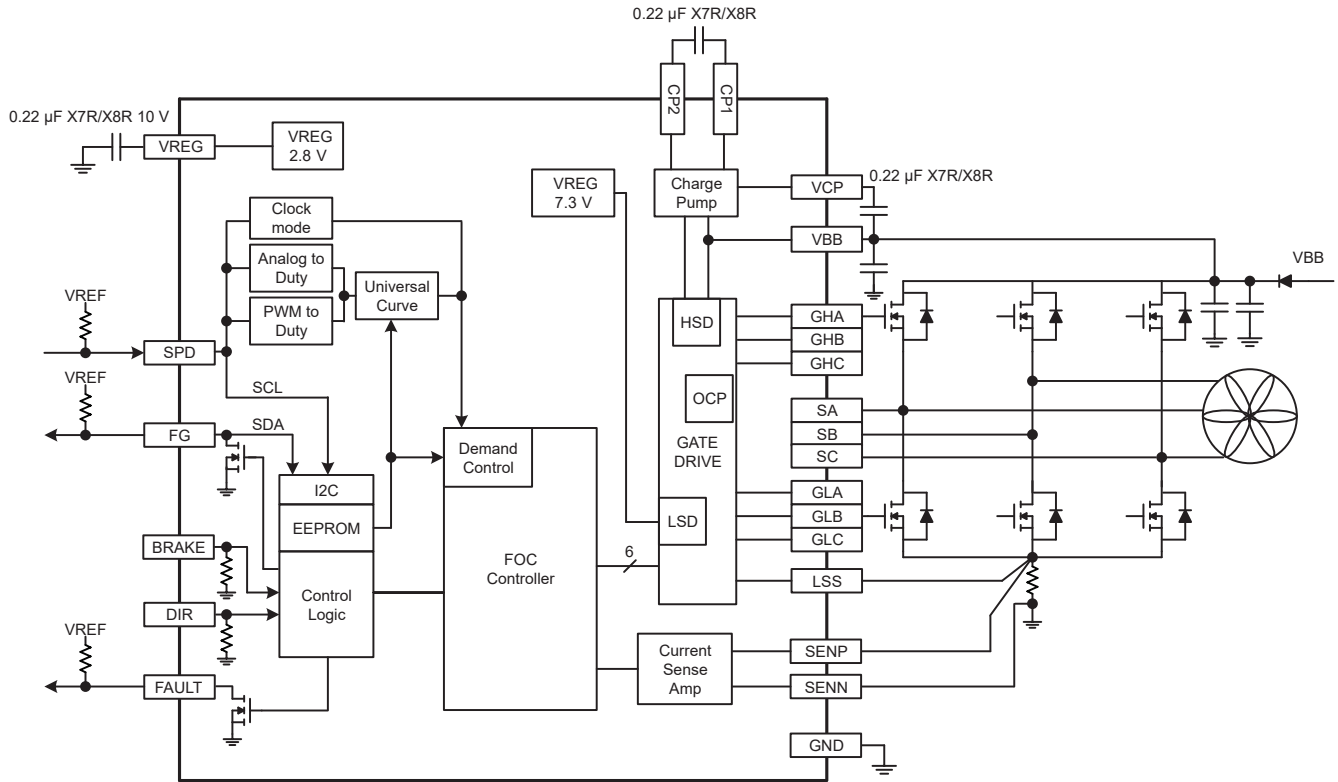 0.22 µF X7R/X8R
CP2
CP1
0.22 µF X7R/X8R 10 V
VREG
VREG
2.8 V
VREG
7.3 V
Charge
Pump
VCP
0.22 µF X7R/X8R
VBB
VBB
Clock
mode
Analog to
Duty
PWM to
Duty
Universal
Curve
VREF
SPD
VREF
FG
SCL
SDA
I2C
EEPROM
Control
Logic
BRAKE
DIR
VREF
FAULT
Demand
Control
FOC
Controller
6
HSD
OCP
GATE
DRIVE
LSD
GHA
GHB
GHC
SA
SB
SC
GLA
GLB
GLC
LSS
Current
Sense
Amp
SENP
SENN
GND